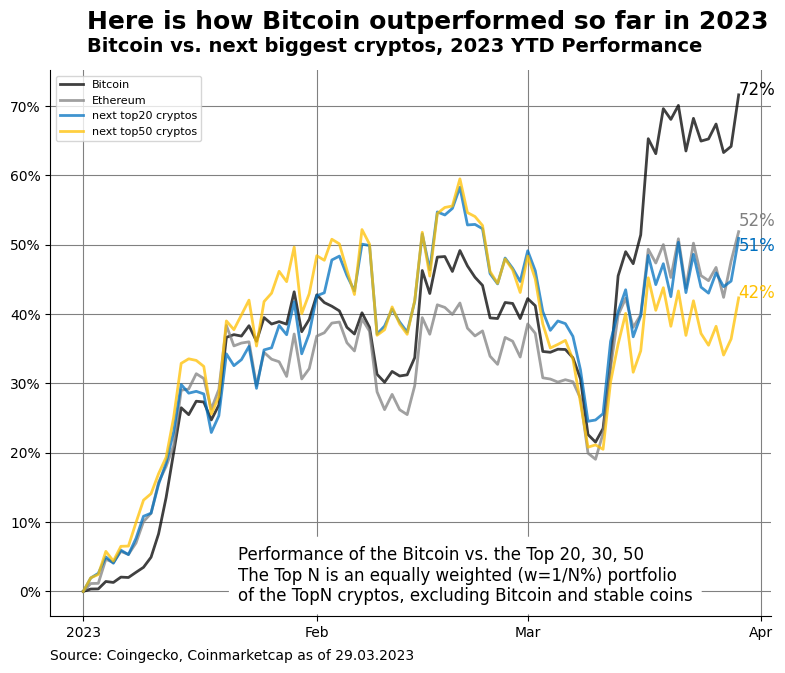 Here is how Bitcoin outperformed so far in 2023
Bitcoin vs. next biggest cryptos, 2023 YTD Performance
Bitcoin
Ethereum
next top20 cryptos
next top50 cryptos
72%
52%
51%
42%
70%
60%
50%
40%
30%
20%
10%
0%
Performance of the Bitcoin vs. the Top 20, 30, 50
The Top N is an equally weighted (w=1/N%) portfolio
of the TopN cryptos, excluding Bitcoin and stable coins
2023 Feb Mar Apr
Source: Coingecko, Coinmarketcap as of 29.03.2023